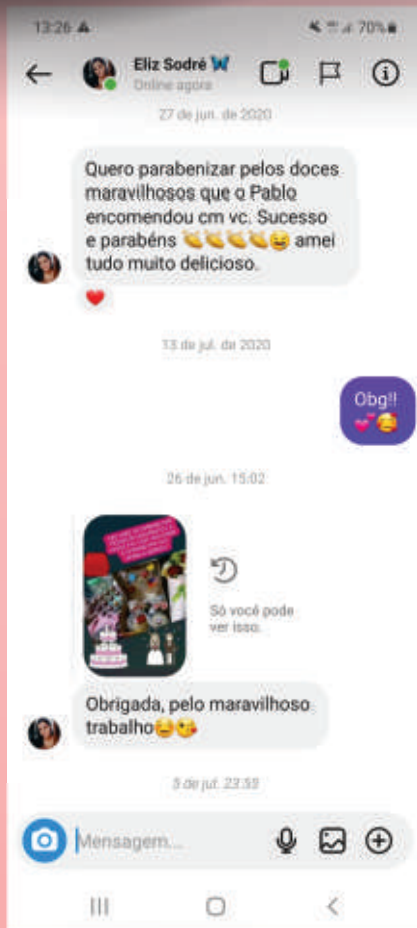 13:26
70%
Eliz Sodré
Online agora
27 de jun. de 2020
Quero parabenizar pelos doces
maravilhosos que o Pablo
encomendou cm vc. Sucesso
e parabéns 👏👏👏👏😝 amei
tudo muito delicioso.
13 de jul. de 2020
Obg!!
26 de jun. 15:02
Só você pode
ver isso.
Obrigada, pelo maravilhoso
trabalho
5 de jul. 23:59
Mensagem...